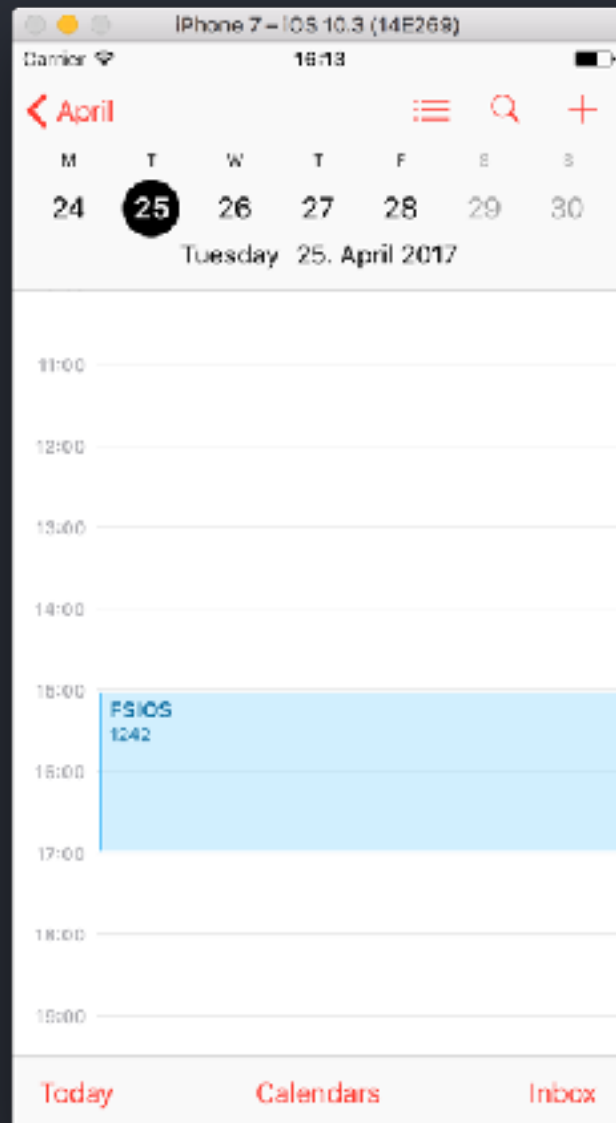 iPhone 7 – iOS 10.3 (14E269)
Carrier 16:13
April
M T W T F S S
24 25 26 27 28 29 30
Tuesday 25. April 2017
11:00
12:00
13:00
14:00
15:00
FSIOS
1242
16:00
17:00
18:00
19:00
Today Calendars Inbox